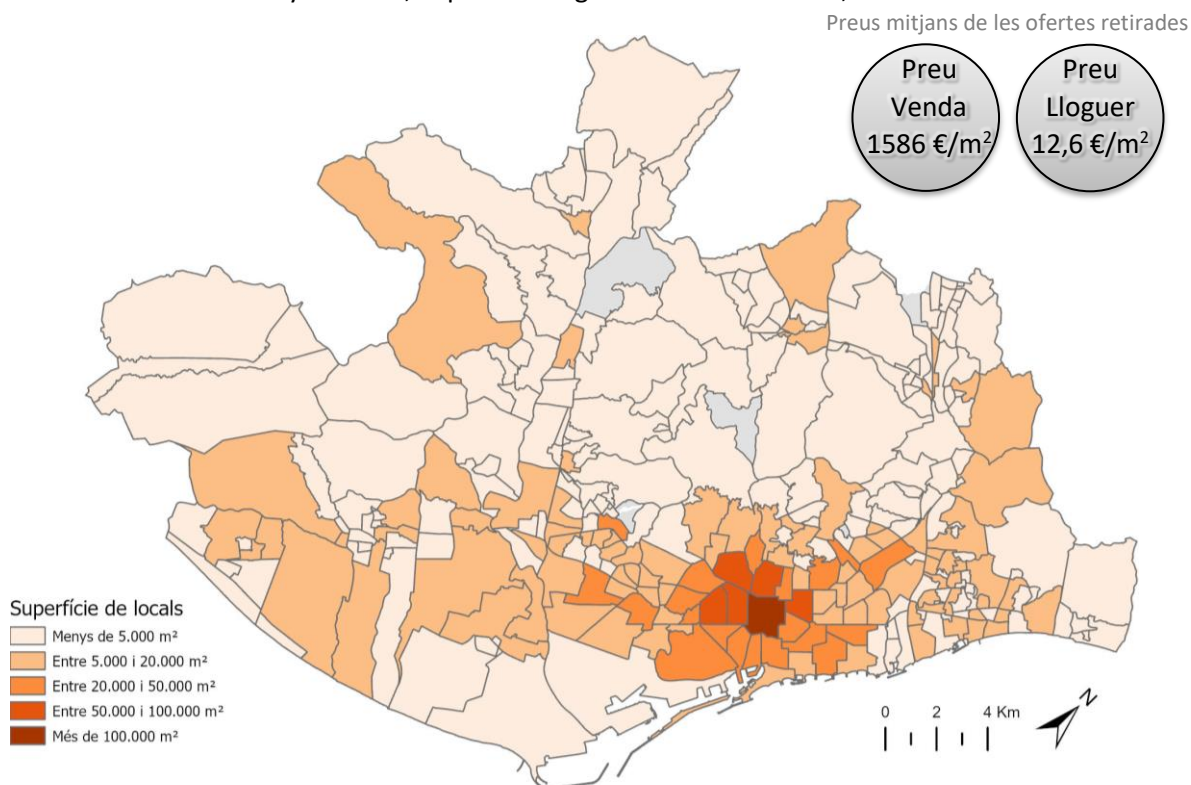 Preus mitjans de les ofertes retirades
Preu
Venda
1586 €/m²
Preu
Lloguer
12,6 €/m²
Superfície de locals
Menys de 5.000 m²
Entre 5.000 i 20.000 m²
Entre 20.000 i 50.000 m²
Entre 50.000 i 100.000 m²
Més de 100.000 m²
0 2 4 Km
N